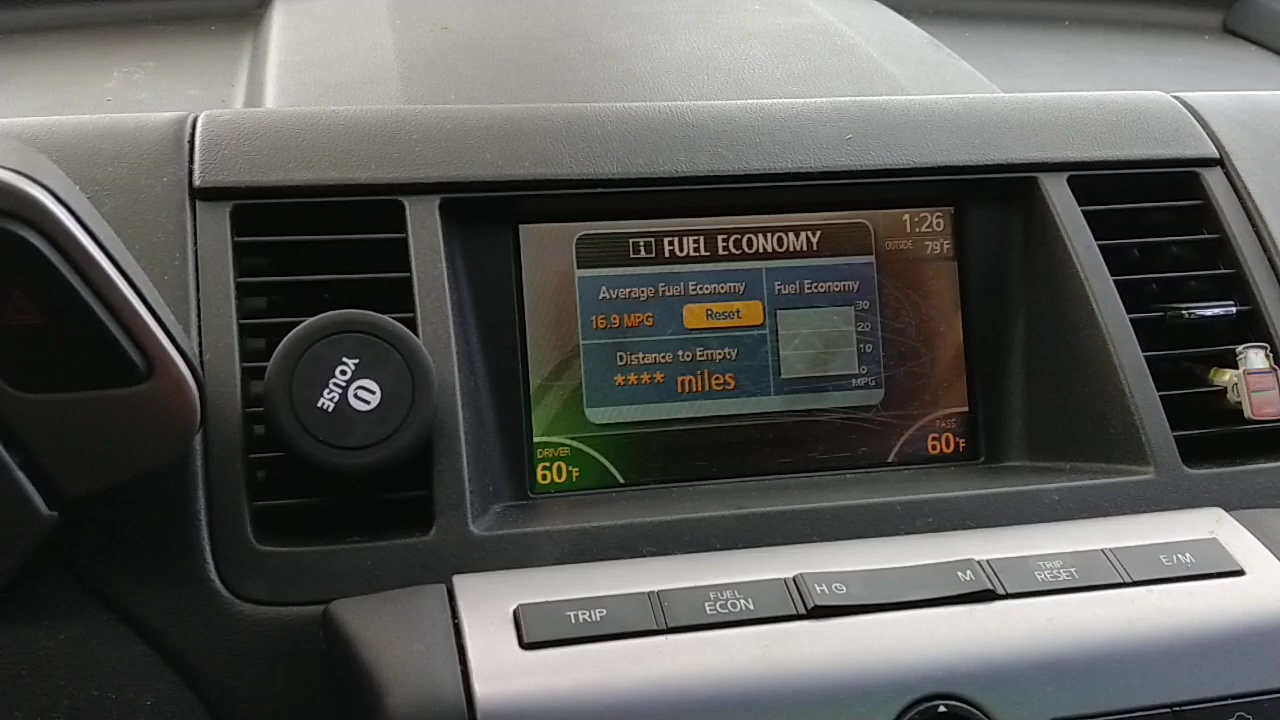 1:26
OUTSIDE 79°F
FUEL ECONOMY
Average Fuel Economy
16.9 MPG
Reset
Distance to Empty
**** miles
Fuel Economy
30
20
10
0
MPG
DRIVER
60°F
PASS
60°F
YOUSE
TRIP
FUEL
ECON
H
M
TRIP
RESET
E/M